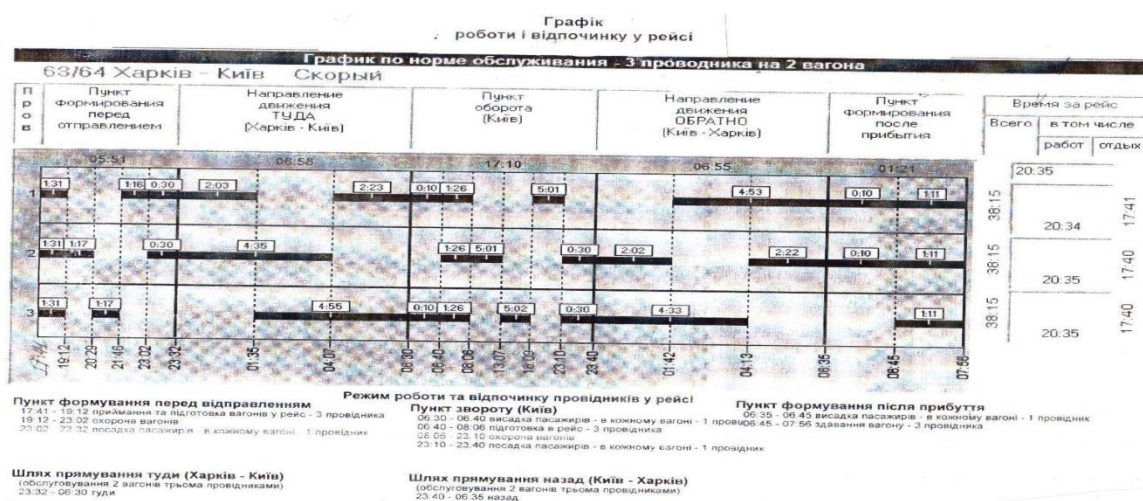 Графік
роботи і відпочинку у рейсі
График по норме обслуживания - 3 проводника на 2 вагона
63/64 Харків - Київ Скорый
Пров
Пункт формирования перед отправлением
Направление движения ТУДА (Харків - Київ)
Пункт оборота (Київ)
Направление движения ОБРАТНО (Київ - Харків)
Пункт формирования после прибытия
Время за рейс
Всего в том числе
работ отдых
05:51 06:58 17:10 06:55 01:21
20:35
1 1:31 1:16 0:30 2:03 2:23 0:10 1:26 5:01 4:53 0:10 1:11 38:15 20:34 17:41
2 1:31 1:17 0:30 4:35 1:26 5:01 0:30 2:02 2:22 0:10 1:11 38:15 20:35 17:40
3 1:31 1:17 4:55 0:10 1:26 5:02 0:30 4:33 1:11 38:15 20:35 17:40
19:12 20:29 21:46 23:02 23:32 01:35 04:07 08:30 08:40 08:06 13:07 18:09 23:10 23:40 01:42 04:13 08:35 08:45 07:56
Режим роботи та відпочинку провідників у рейсі
Пункт формування перед відправленням
17:41 - 19:12 приймання та підготовка вагонів у рейс - 3 провідника
19:12 - 23:02 охорона вагонів
23:02 - 23:32 посадка пасажирів - в кожному вагоні - 1 провідник
Пункт звороту (Київ)
06:30 - 06:40 висадка пасажирів - в кожному вагоні - 1 прові
06:40 - 08:06 підготовка в рейс - 3 провідника
08:05 - 23:10 охорона вагонів
23:10 - 23:40 посадка пасажирів - в кожному вагоні - 1 провідник
Пункт формування після прибуття
06:35 - 06:45 висадка пасажирів - в кожному вагоні - 1 провідник
06:45 - 07:56 здавання вагону - 3 провідника
Шлях прямування туди (Харків - Київ)
(обслуговування 2 вагонів трьома провідниками)
23:32 - 06:30 туди
Шлях прямування назад (Київ - Харків)
(обслуговування 2 вагонів трьома провідниками)
23:40 - 06:35 назад